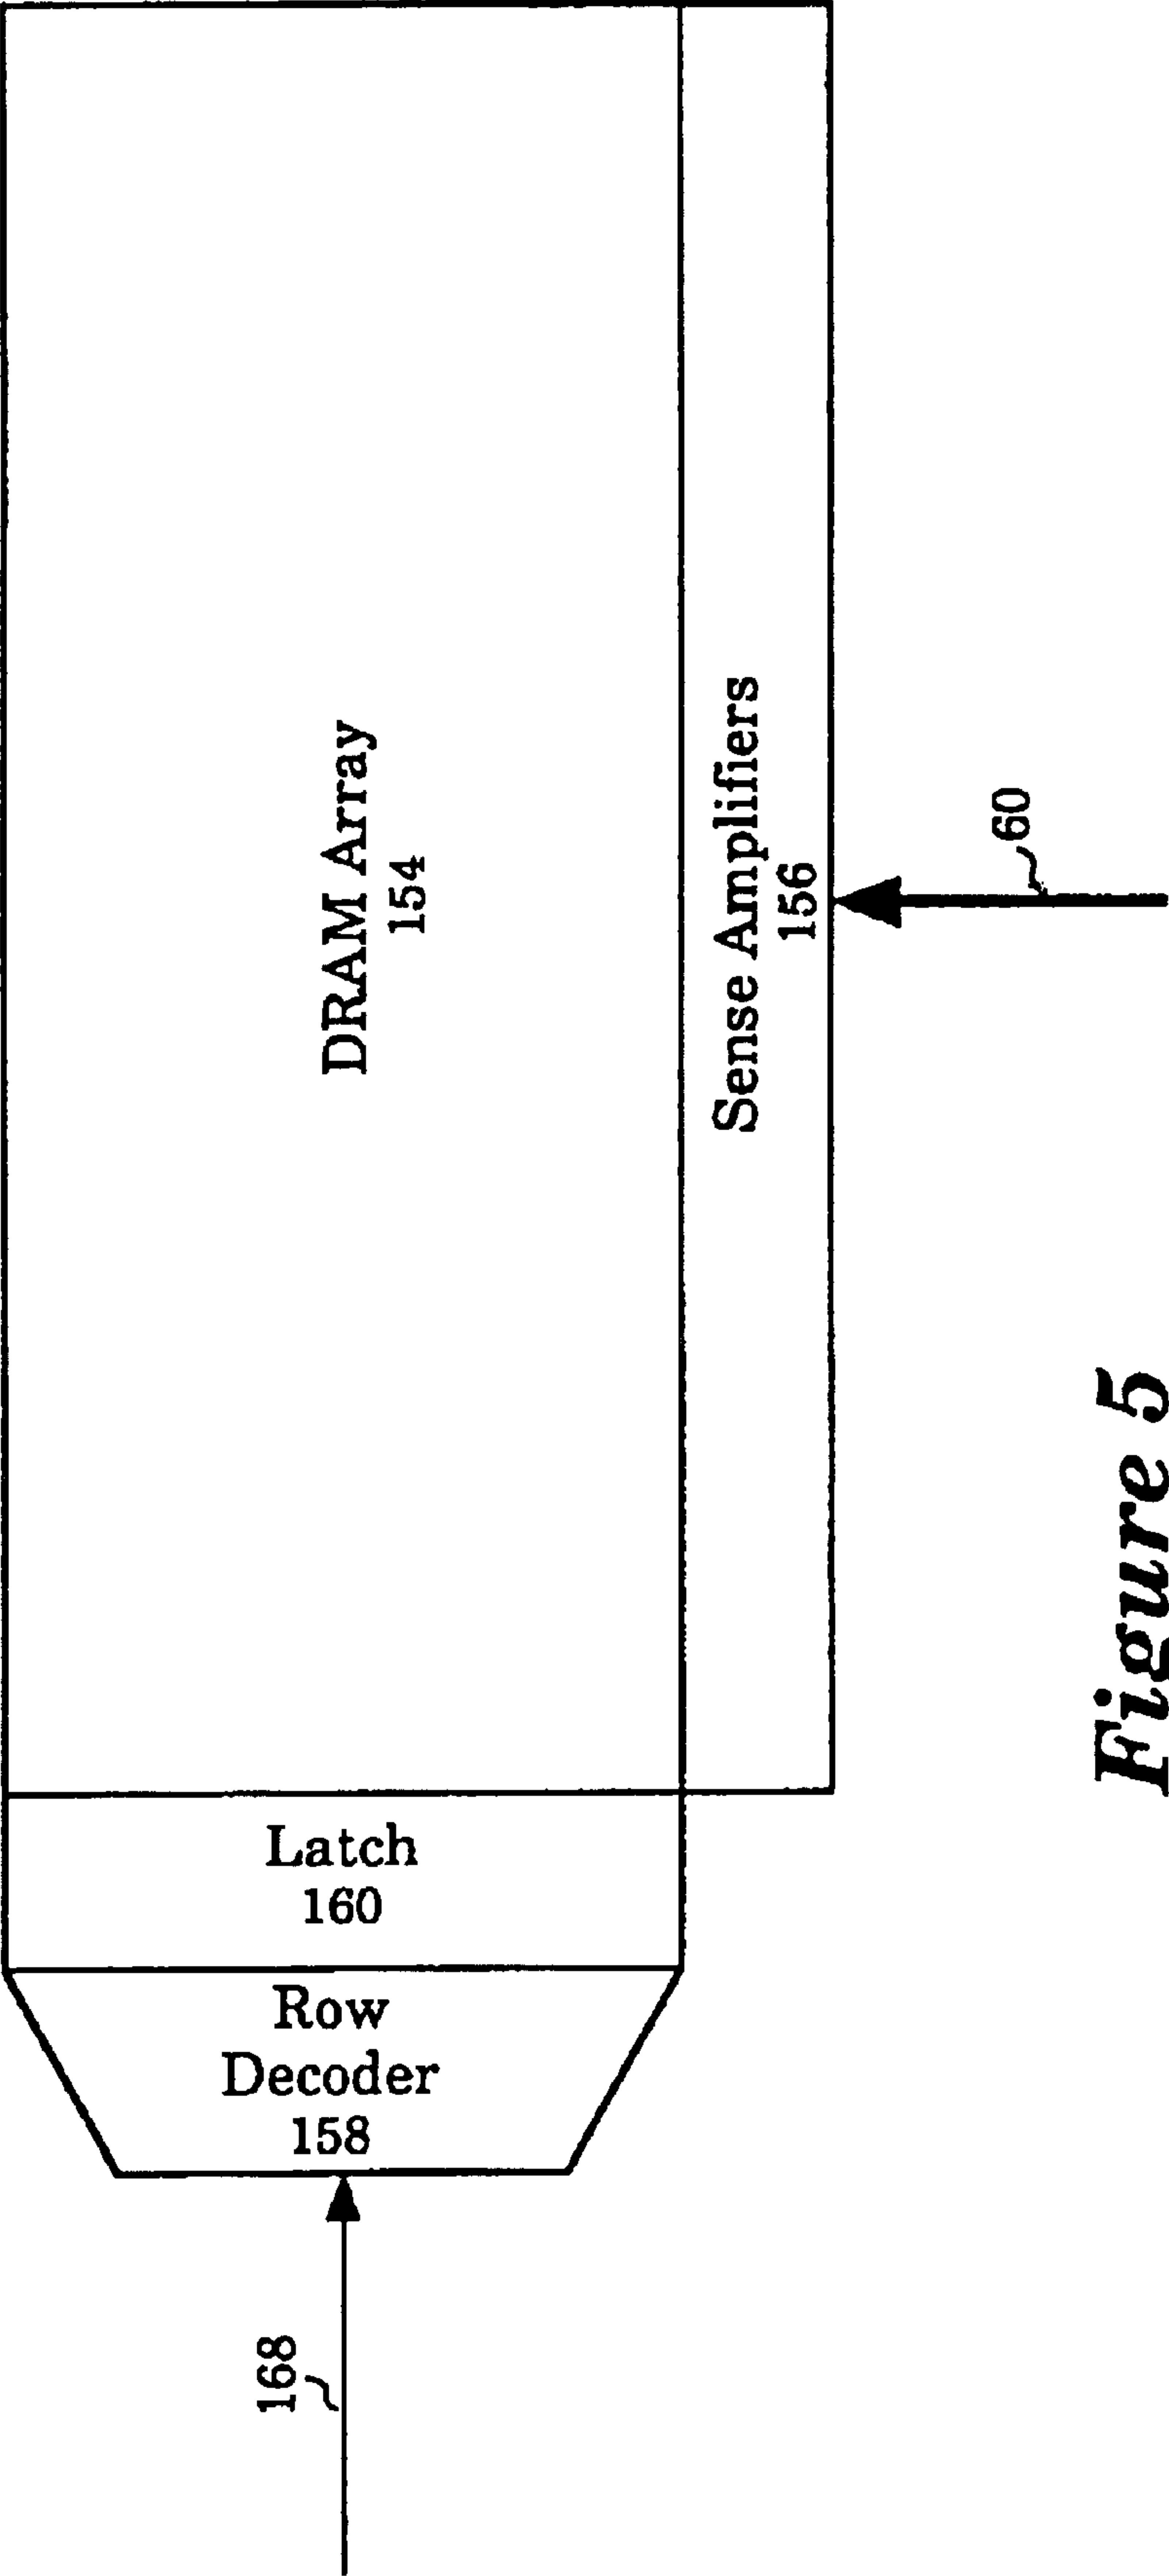 DRAM Array
154
Sense Amplifiers
156
60
Latch
160
Row
Decoder
158
168
Figure 5